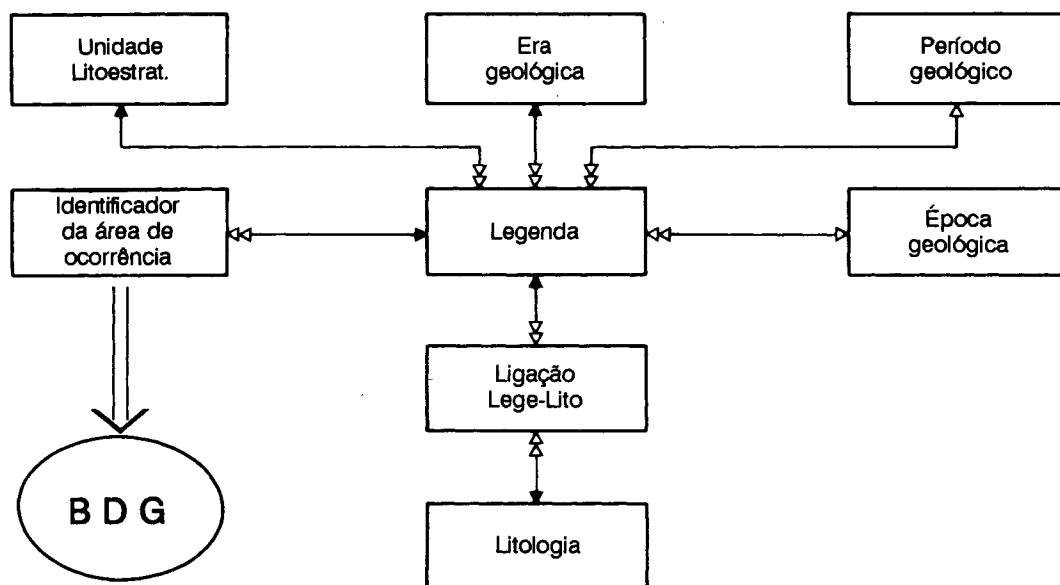 Unidade
Litoestrat.
Era
geológica
Período
geológico
Identificador
da área de
ocorrência
Legenda
Época
geológica
Ligação
Lege-Lito
B D G
Litologia